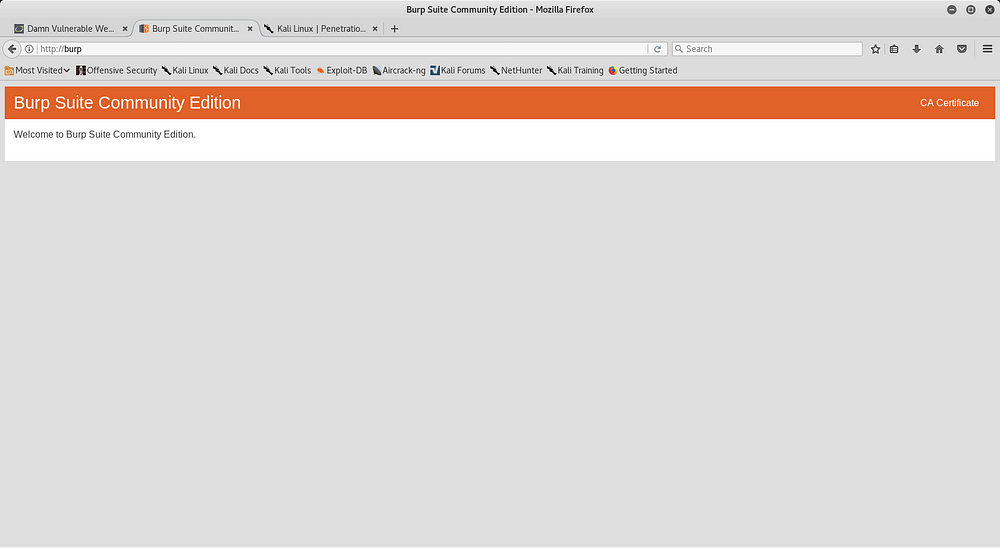 Burp Suite Community Edition - Mozilla Firefox
Damn Vulnerable We... Burp Suite Communit... Kali Linux | Penetratio...
http://burp Search
Most Visited Offensive Security Kali Linux Kali Docs Kali Tools Exploit-DB Aircrack-ng Kali Forums NetHunter Kali Training Getting Started
Burp Suite Community Edition CA Certificate
Welcome to Burp Suite Community Edition.